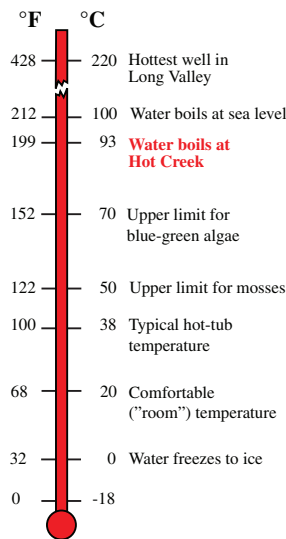 °F °C
428 220 Hottest well in
Long Valley
212 100 Water boils at sea level
199 93 Water boils at
Hot Creek
152 70 Upper limit for
blue-green algae
122 50 Upper limit for mosses
100 38 Typical hot-tub
temperature
68 20 Comfortable
("room") temperature
32 0 Water freezes to ice
0 -18